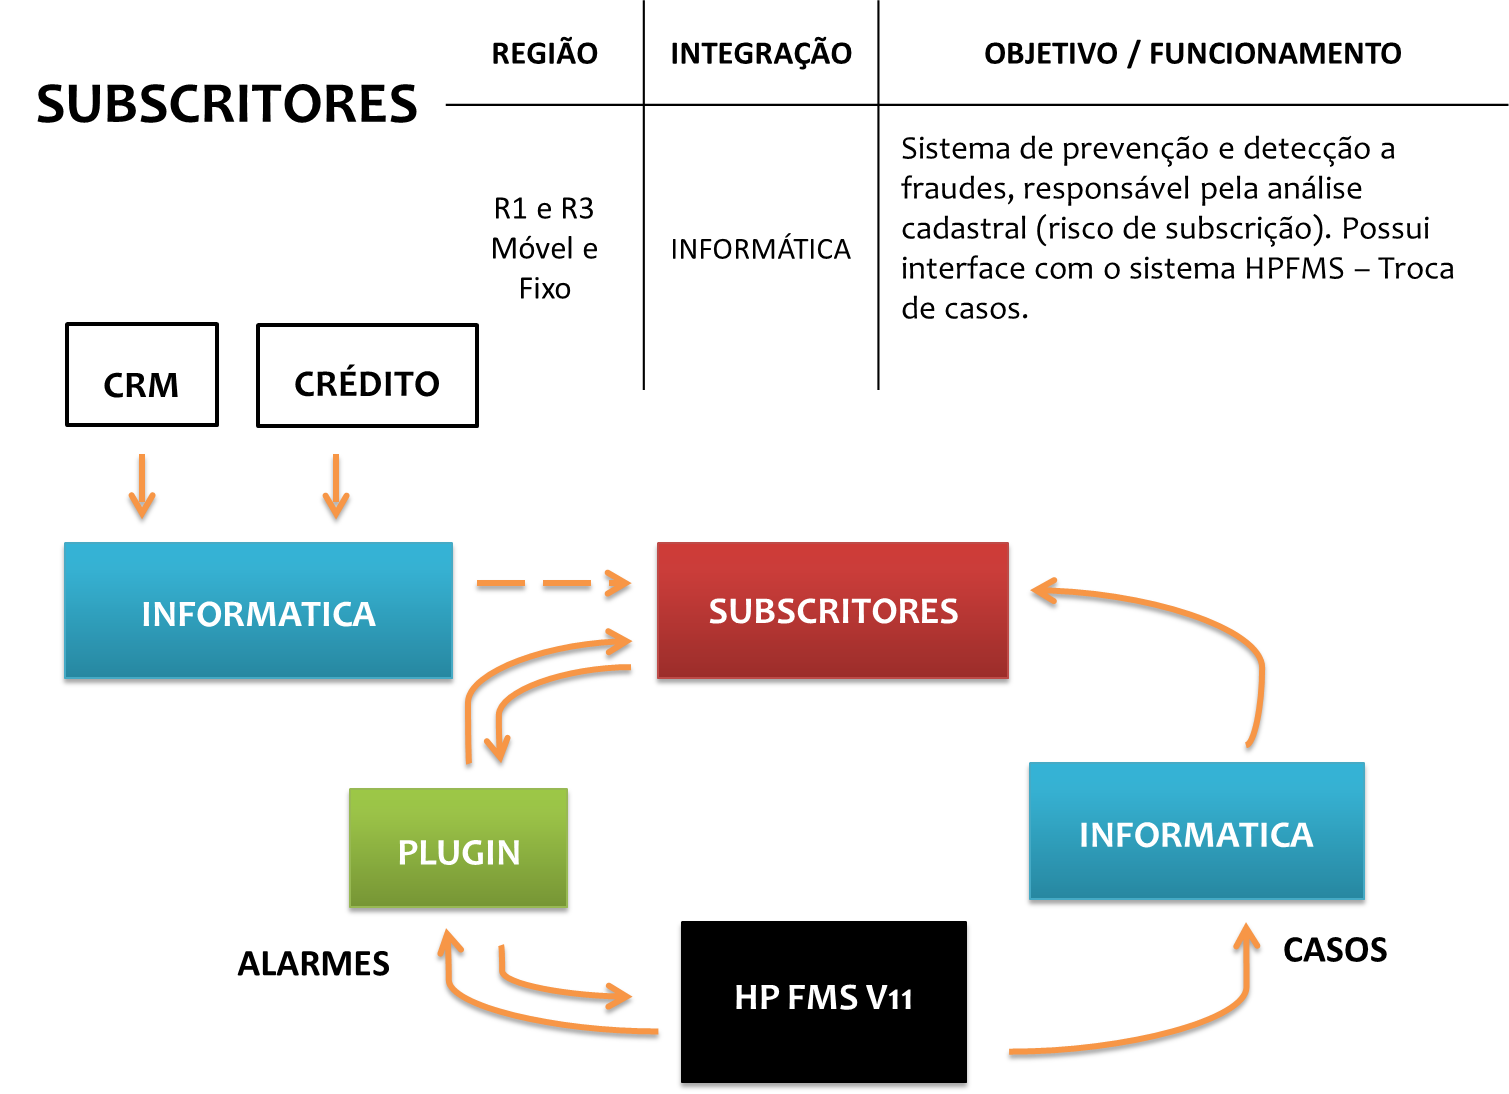 SUBSCRITORES
REGIÃO
INTEGRAÇÃO
OBJETIVO / FUNCIONAMENTO
R1 e R3
Móvel e
Fixo
INFORMÁTICA
Sistema de prevenção e detecção a
fraudes, responsável pela análise
cadastral (risco de subscrição). Possui
interface com o sistema HPFMS – Troca
de casos.
CRM
CRÉDITO
INFORMATICA
SUBSCRITORES
PLUGIN
INFORMATICA
ALARMES
HP FMS V11
CASOS